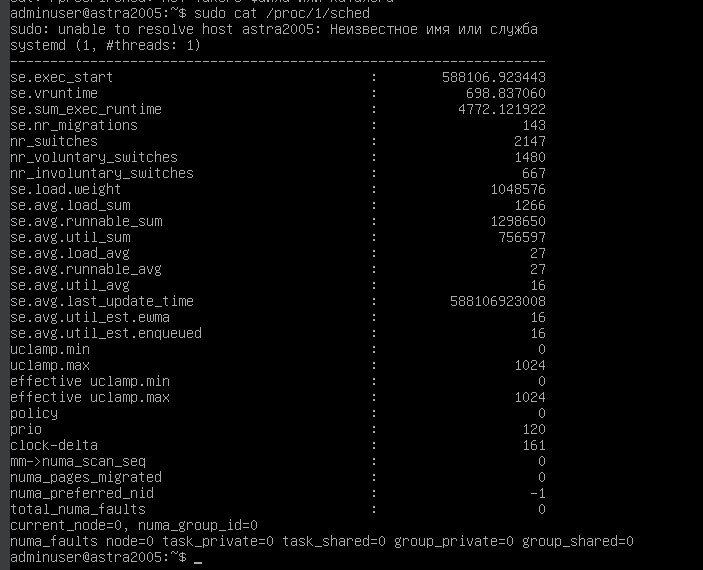 adminuser@astra2005:~$ sudo cat /proc/1/sched
sudo: unable to resolve host astra2005: Неизвестное имя или служба
systemd (1, #threads: 1)
-------------------------------------------------------------------
se.exec_start : 588106.923443
se.vruntime : 698.837060
se.sum_exec_runtime : 4772.121922
se.nr_migrations : 143
nr_switches : 2147
nr_voluntary_switches : 1480
nr_involuntary_switches : 667
se.load.weight : 1048576
se.avg.load_sum : 1266
se.avg.runnable_sum : 1298650
se.avg.util_sum : 756597
se.avg.load_avg : 27
se.avg.runnable_avg : 27
se.avg.util_avg : 16
se.avg.last_update_time : 588106923008
se.avg.util_est.ewma : 16
se.avg.util_est.enqueued : 16
uclamp.min : 0
uclamp.max : 1024
effective uclamp.min : 0
effective uclamp.max : 1024
policy : 0
prio : 120
clock-delta : 161
mm->numa_scan_seq : 0
numa_pages_migrated : 0
numa_preferred_nid : -1
total_numa_faults : 0
current_node=0, numa_group_id=0
numa_faults node=0 task_private=0 task_shared=0 group_private=0 group_shared=0
adminuser@astra2005:~$ _